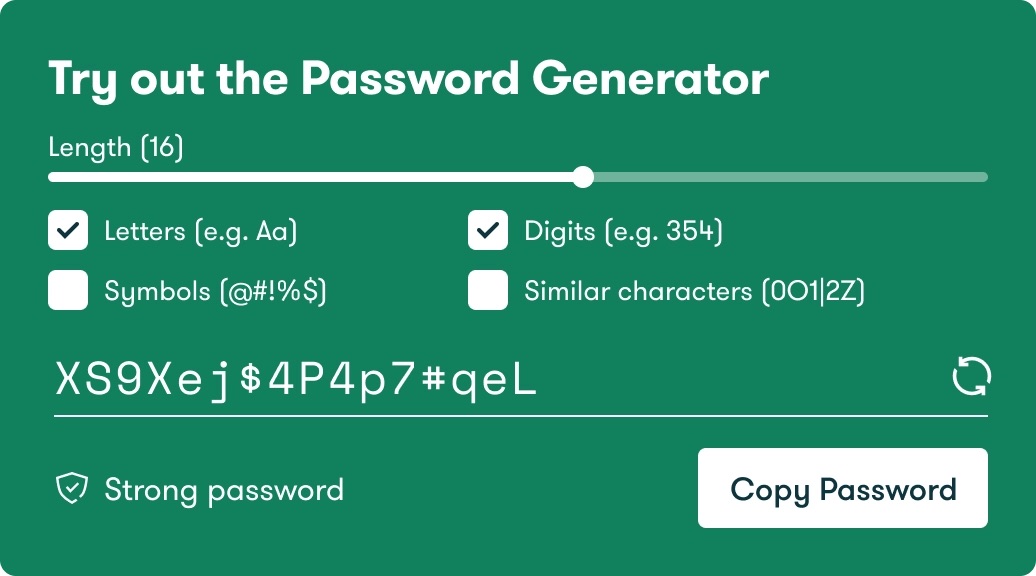 Try out the Password Generator
Length (16)
Letters (e.g. Aa) Digits (e.g. 354)
Symbols (@#!%$) Similar characters (0O1|2Z)
XS9Xej$4P4p7#qeL
Strong password Copy Password